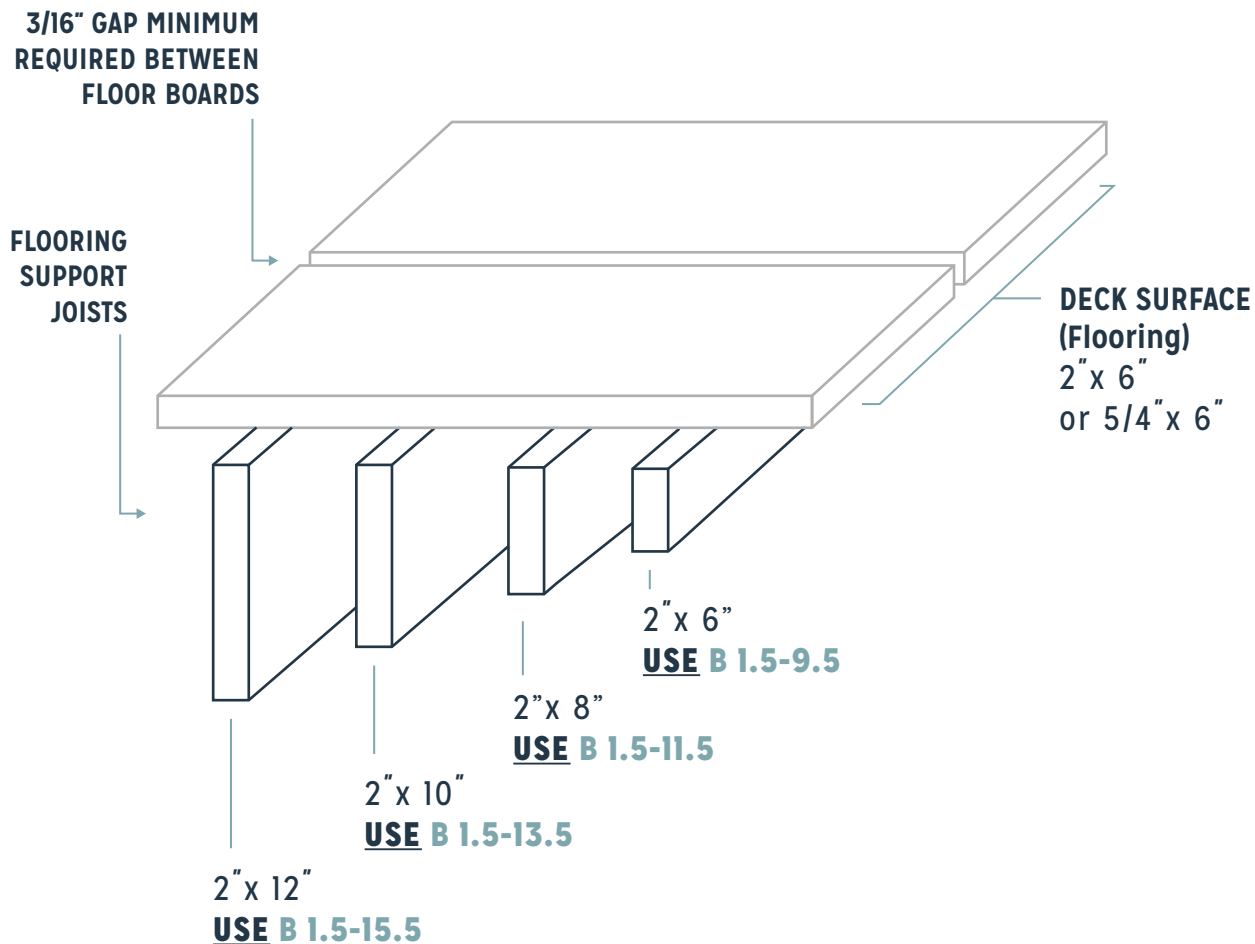 3/16" GAP MINIMUM
REQUIRED BETWEEN
FLOOR BOARDS
FLOORING
SUPPORT
JOISTS
DECK SURFACE
(Flooring)
2"x 6"
or 5/4"x 6"
2"x 6”
USE B 1.5-9.5
2”x 8”
USE B 1.5-11.5
2"x 10"
USE B 1.5-13.5
2"x 12"
USE B 1.5-15.5